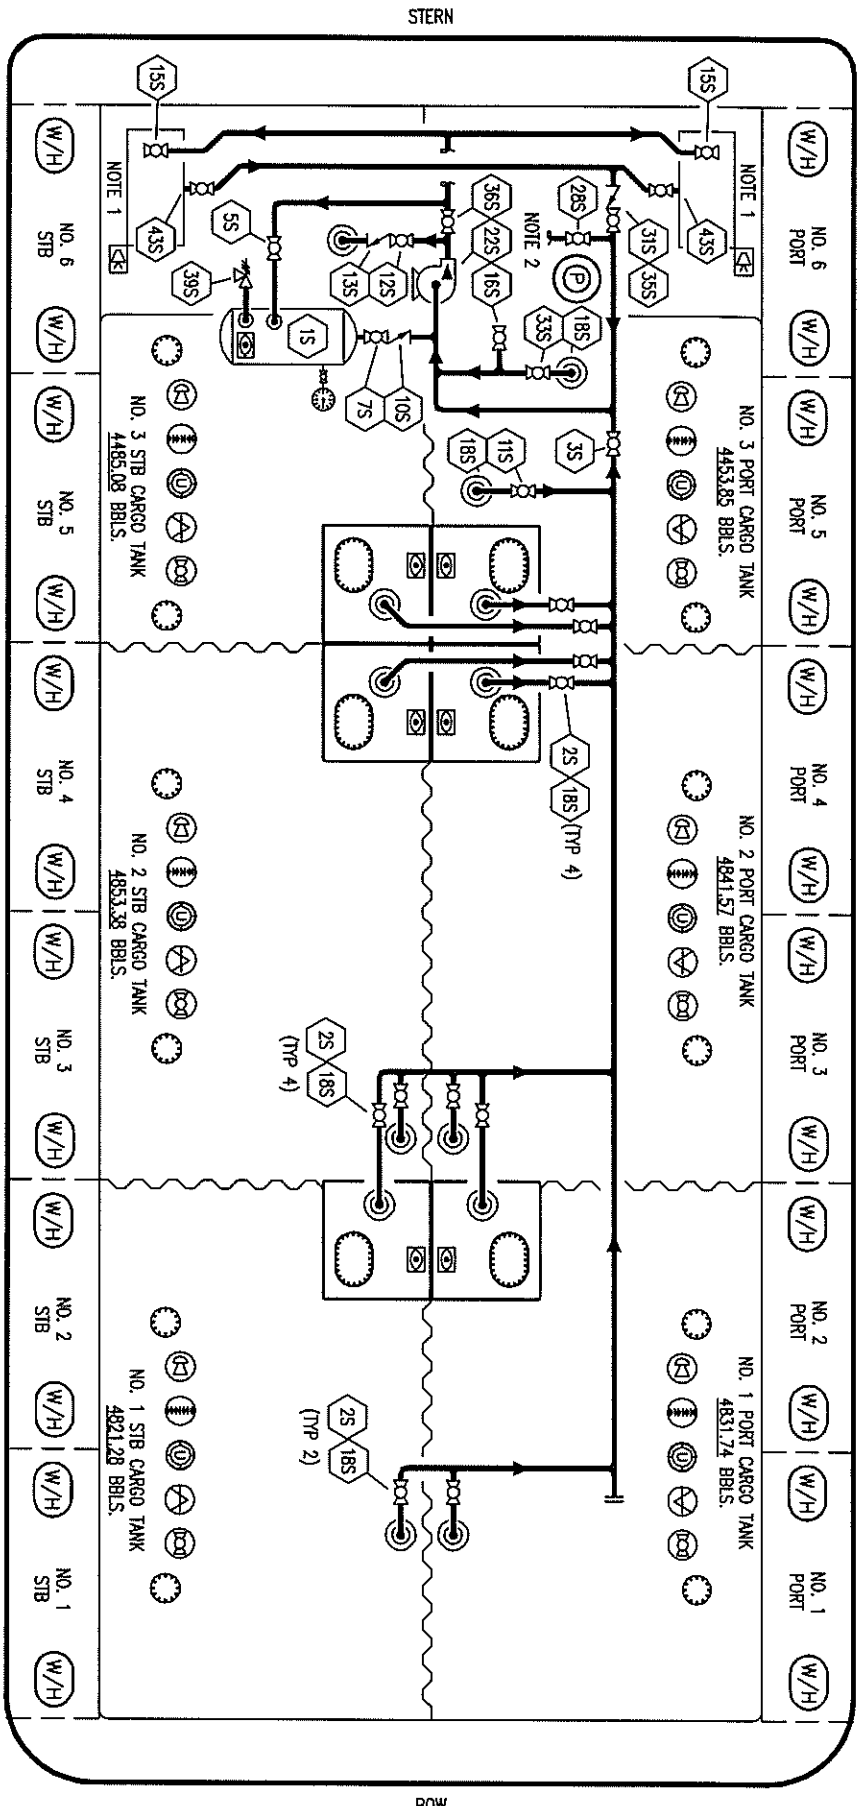 STERN
15S
15S
W/H
W/H
NOTE 1
NOTE 1
43S
43S
NO. 6
STB
NO. 6
PORT
5S
39S
36S
22S
16S
NOTE 2
28S
31S
35S
P
13S
12S
1S
33S
18S
W/H
W/H
7S
10S
W/H
W/H
3S
18S
11S
NO. 3 STB CARGO TANK
4485.08 BBLS.
U
NO. 3 PORT CARGO TANK
4453.85 BBLS.
U
NO. 5
STB
NO. 5
PORT
W/H
W/H
W/H
W/H
2S
18S
(TYP 4)
NO. 4
STB
NO. 4
PORT
W/H
W/H
NO. 2 STB CARGO TANK
4853.38 BBLS.
U
NO. 2 PORT CARGO TANK
4841.57 BBLS.
U
W/H
W/H
2S
18S
(TYP 4)
NO. 3
STB
NO. 3
PORT
W/H
W/H
W/H
W/H
NO. 2
STB
NO. 2
PORT
W/H
W/H
2S
18S
(TYP 2)
NO. 1 STB CARGO TANK
4821.28 BBLS.
U
NO. 1 PORT CARGO TANK
4831.74 BBLS.
U
W/H
W/H
NO. 1
STB
NO. 1
PORT
W/H
W/H
BOW